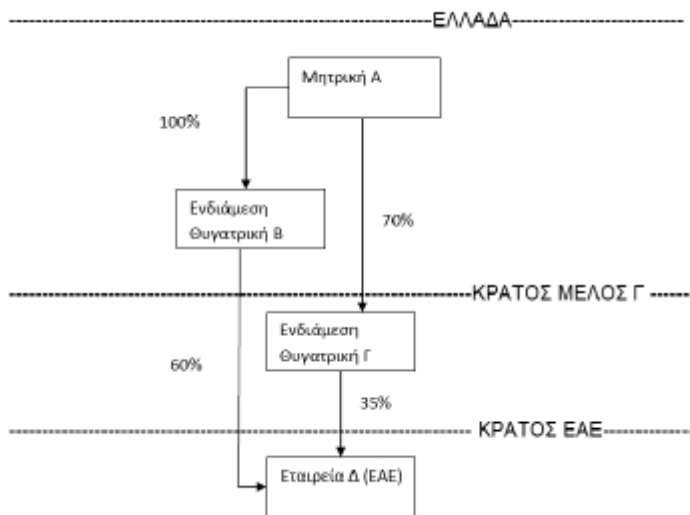 ΕΛΛΑΔΑ
Μητρική Α
100%
70%
Ενδιάμεση
Θυγατρική Β
ΚΡΑΤΟΣ ΜΕΛΟΣ Γ
Ενδιάμεση
Θυγατρική Γ
60%
35%
ΚΡΑΤΟΣ ΕΑΕ
Εταιρεία Δ (ΕΑΕ)